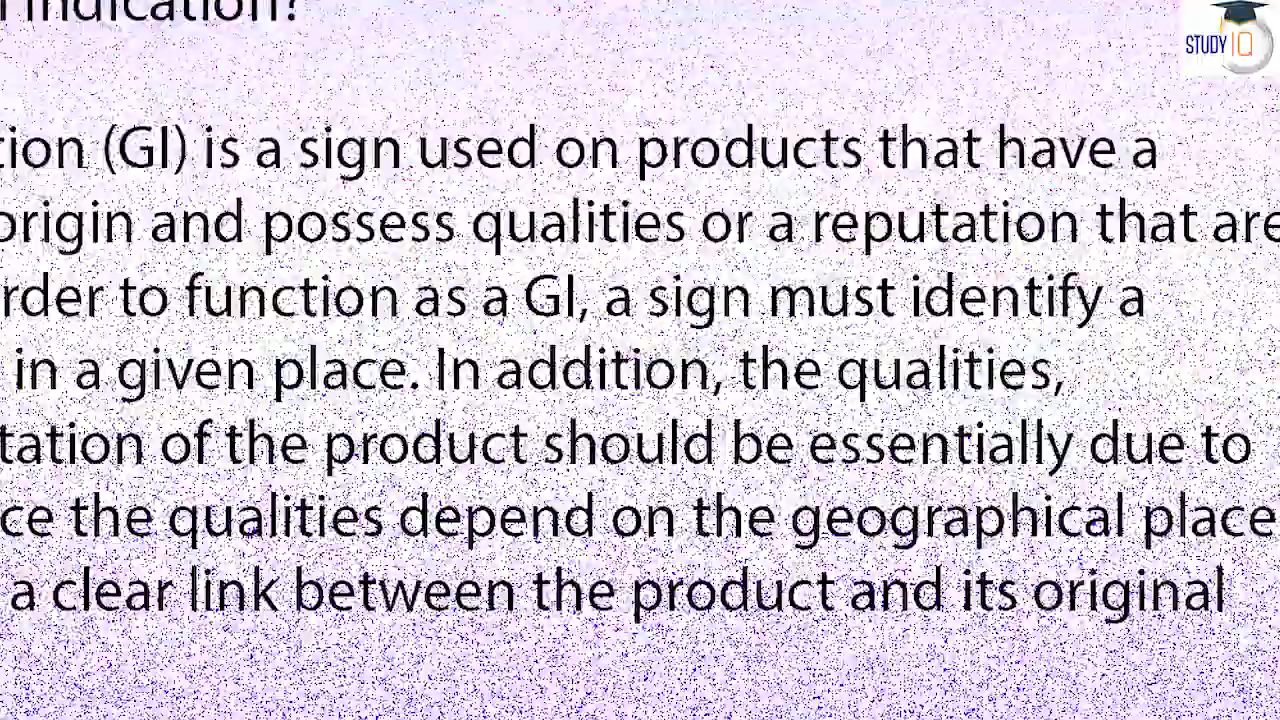 indication?
STUDY IQ
tion (GI) is a sign used on products that have a
origin and possess qualities or a reputation that are
rder to function as a GI, a sign must identify a
in a given place. In addition, the qualities,
tation of the product should be essentially due to
ce the qualities depend on the geographical place
a clear link between the product and its original